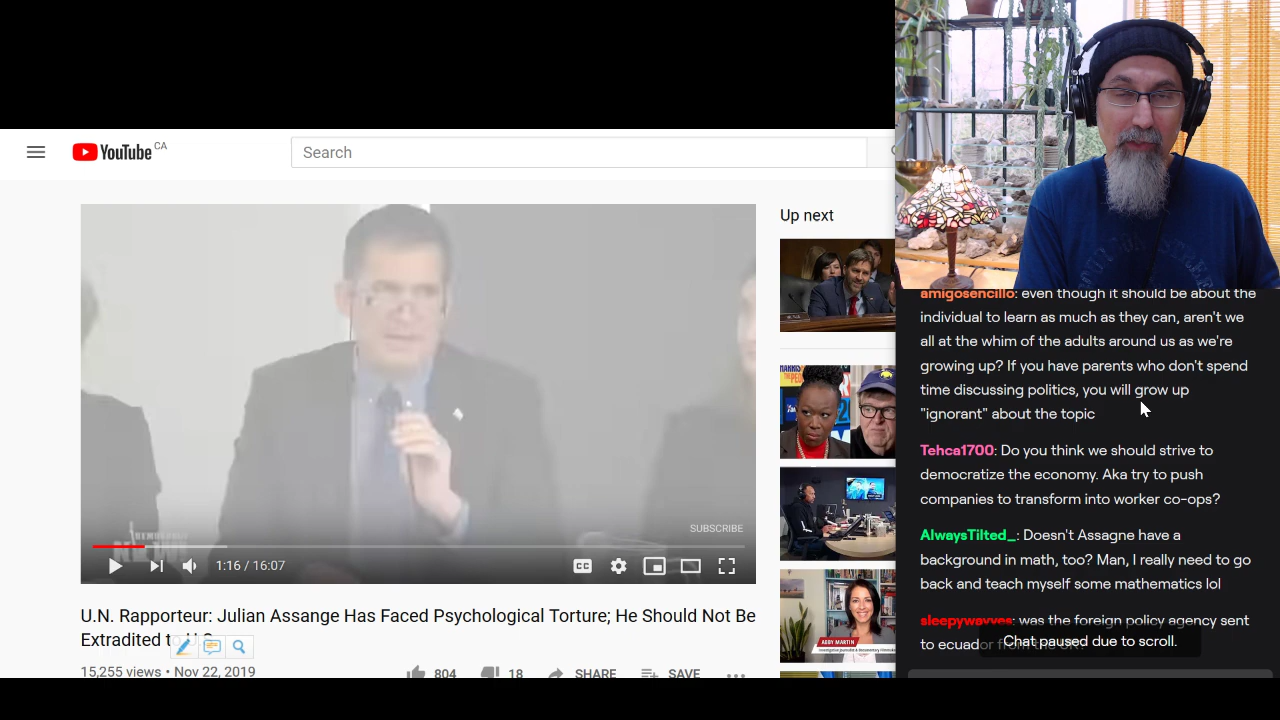 YouTube CA
Search
Up next
SUBSCRIBE
1:16 / 16:07
CC
U.N. Rapporteur: Julian Assange Has Faced Psychological Torture; He Should Not Be
Extradited to U.S.
15,255 views • Nov 22, 2019
804
18
SHARE
SAVE
ABBY MARTIN
amigosencillo: even though it should be about the
individual to learn as much as they can, aren't we
all at the whim of the adults around us as we're
growing up? If you have parents who don't spend
time discussing politics, you will grow up
"ignorant" about the topic
Tehca1700: Do you think we should strive to
democratize the economy. Aka try to push
companies to transform into worker co-ops?
AlwaysTilted_: Doesn't Assagne have a
background in math, too? Man, I really need to go
back and teach myself some mathematics lol
sleepywavves: was the foreign policy agency sent
to ecuador from the
Chat paused due to scroll.